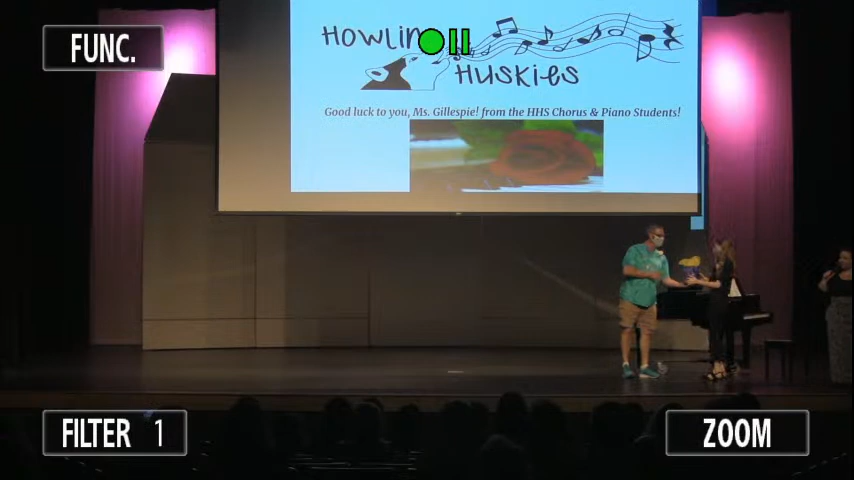 FUNC.
HOWLIN
HUSKIES
Good luck to you, Ms. Gillespie! from the HHS Chorus & Piano Students!
FILTER 1
ZOOM